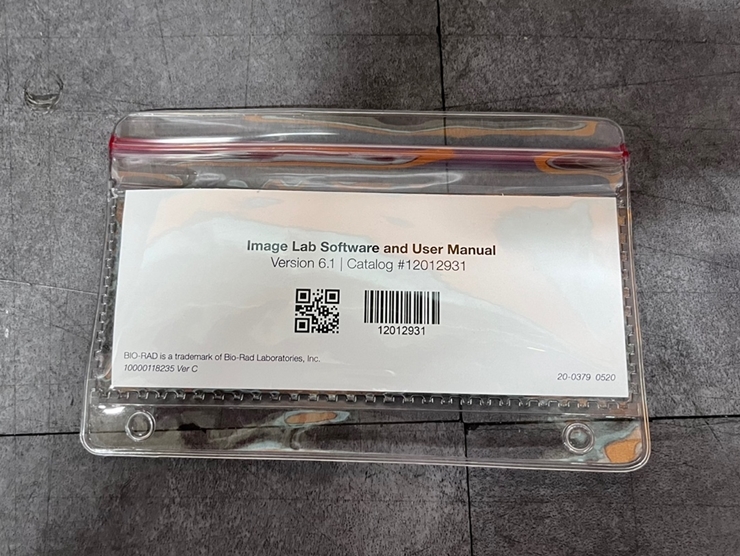 Image Lab Software and User Manual
Version 6.1 | Catalog #12012931
12012931
BIO-RAD is a trademark of Bio-Rad Laboratories, Inc.
10000118235 Ver C
20-0379 0520